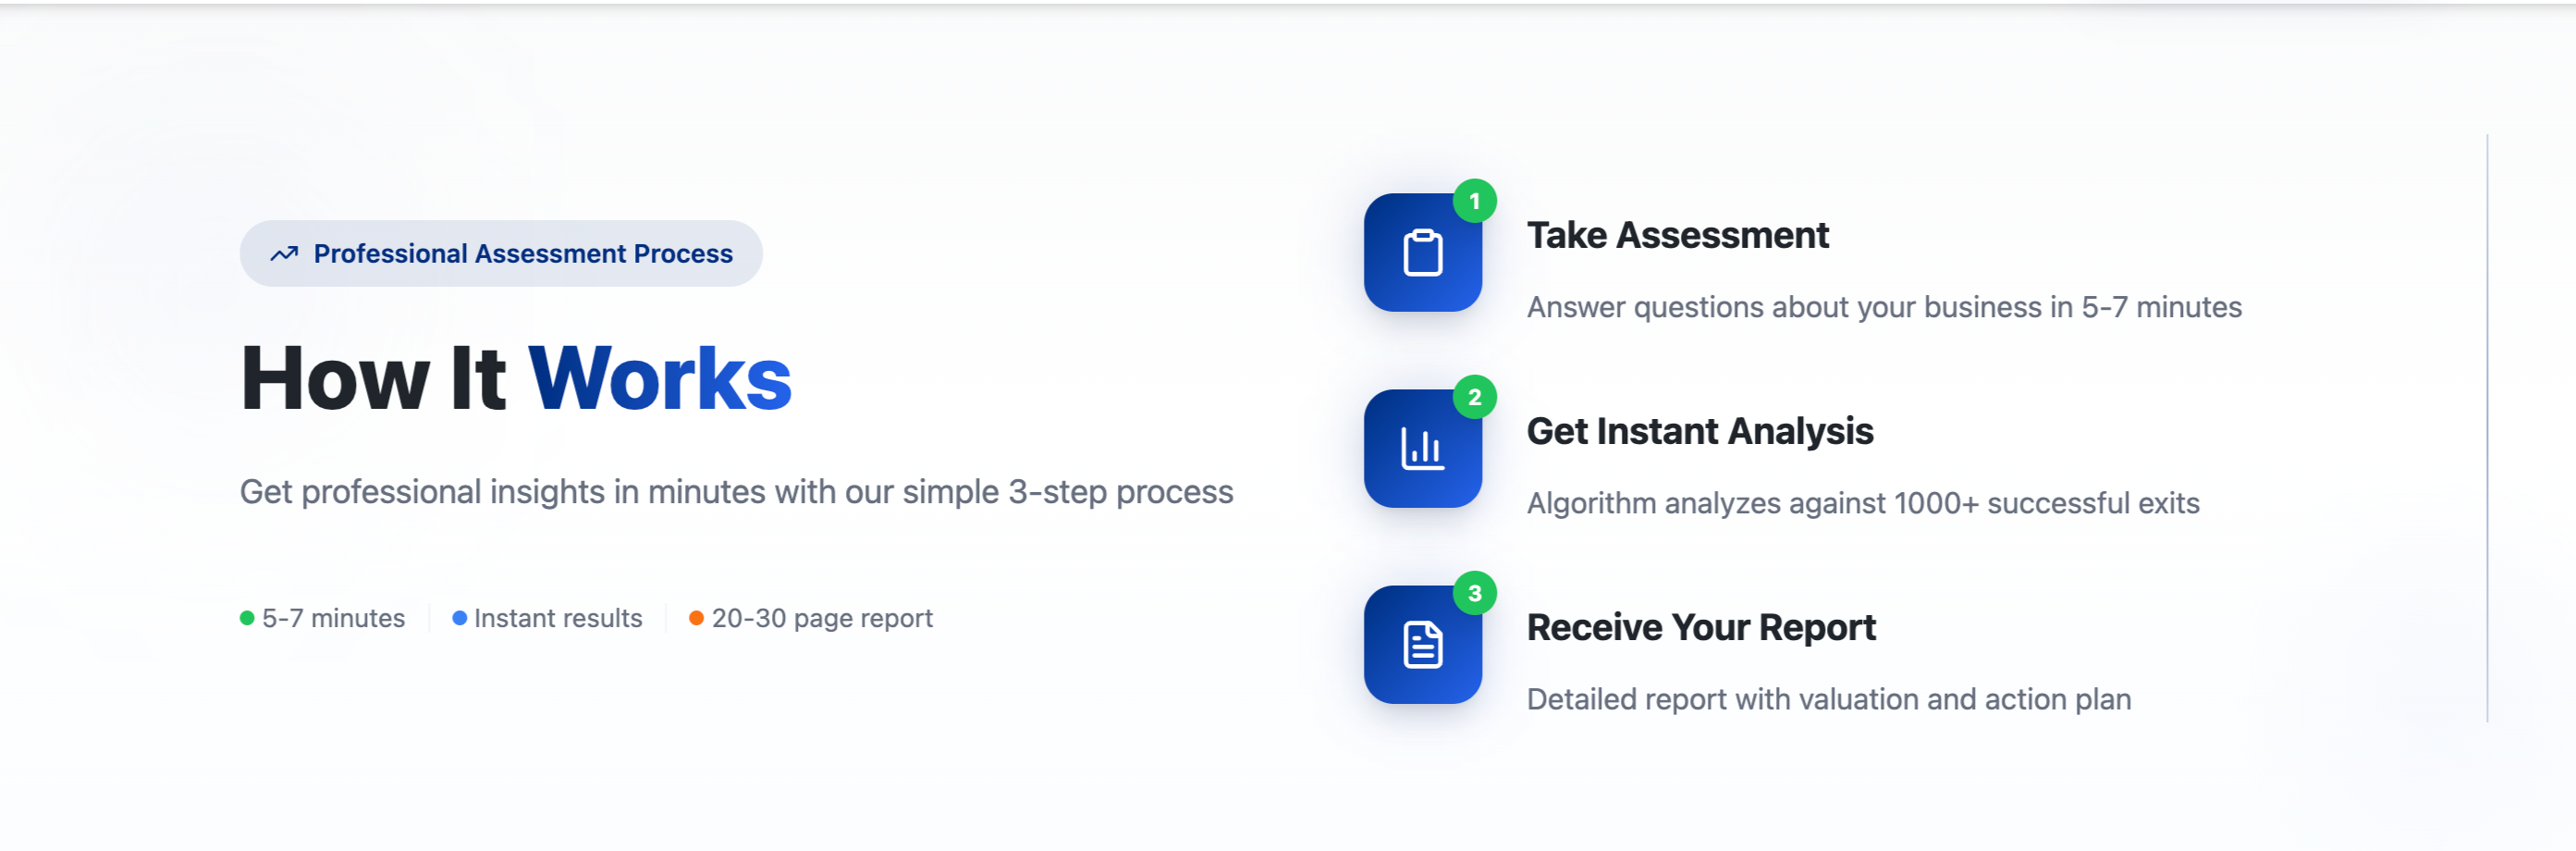 Professional Assessment Process
How It Works
Get professional insights in minutes with our simple 3-step process
5-7 minutes
Instant results
20-30 page report
1
Take Assessment
Answer questions about your business in 5-7 minutes
2
Get Instant Analysis
Algorithm analyzes against 1000+ successful exits
3
Receive Your Report
Detailed report with valuation and action plan